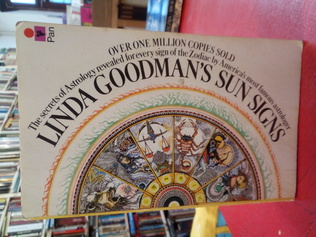 Pan
OVER ONE MILLION COPIES SOLD
The secrets of Astrology revealed for every sign of the Zodiac by America's most famous astrologer
LINDA GOODMAN'S SUN SIGNS